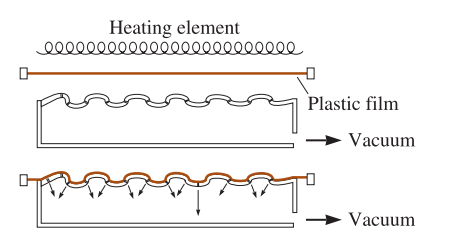 Heating element
Plastic film
Vacuum
Vacuum